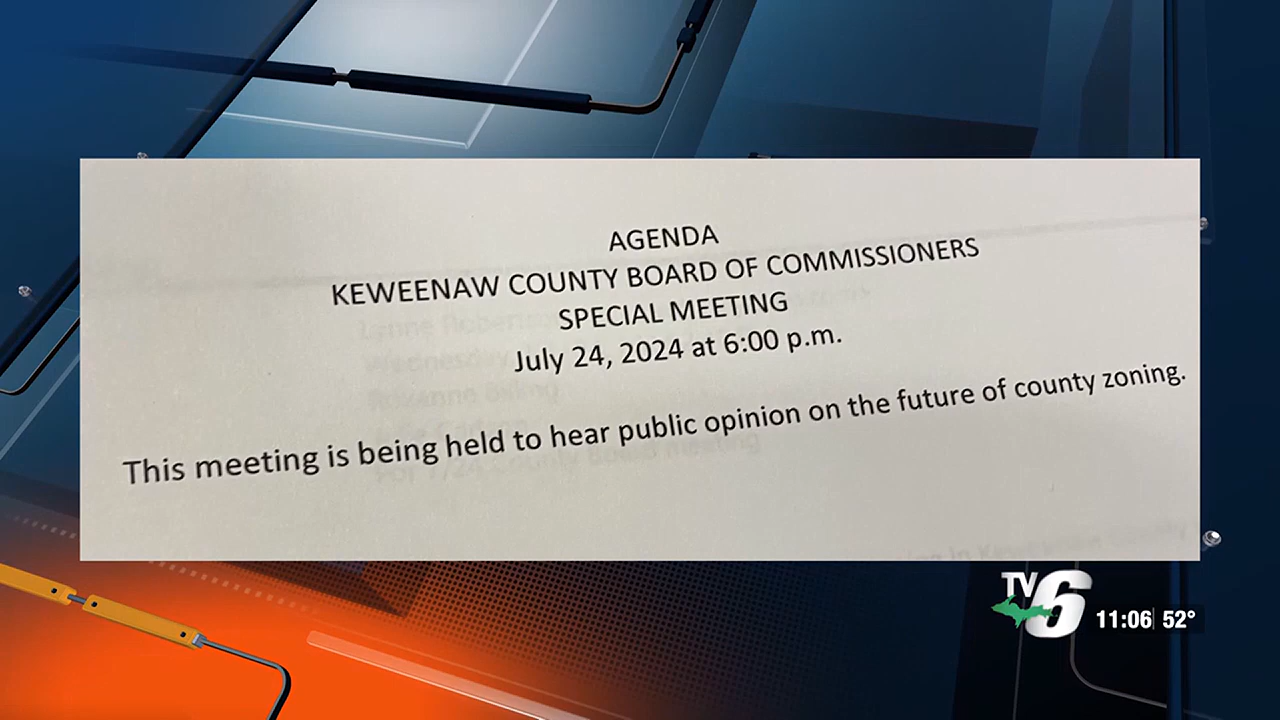 AGENDA
KEWEENAW COUNTY BOARD OF COMMISSIONERS
SPECIAL MEETING
July 24, 2024 at 6:00 p.m.
This meeting is being held to hear public opinion on the future of county zoning.
TV6
11:06 52°